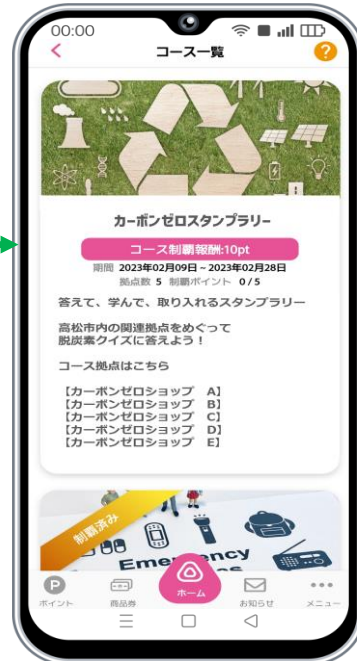 00:00
コース一覧
?
カーボンゼロスタンプラリー
コース制覇報酬:10pt
期間 2023年02月09日~2023年02月28日
拠点数 5 制覇ポイント 0/5
答えて、学んで、取り入れるスタンプラリー
高松市内の関連拠点をめぐって
脱炭素クイズに答えよう！
コース拠点はこちら
【カーボンゼロショップ A】
【カーボンゼロショップ B】
【カーボンゼロショップ C】
【カーボンゼロショップ D】
【カーボンゼロショップ E】
制覇済み
Emergency
P
ポイント 商品券 ホーム お知らせ メニュー